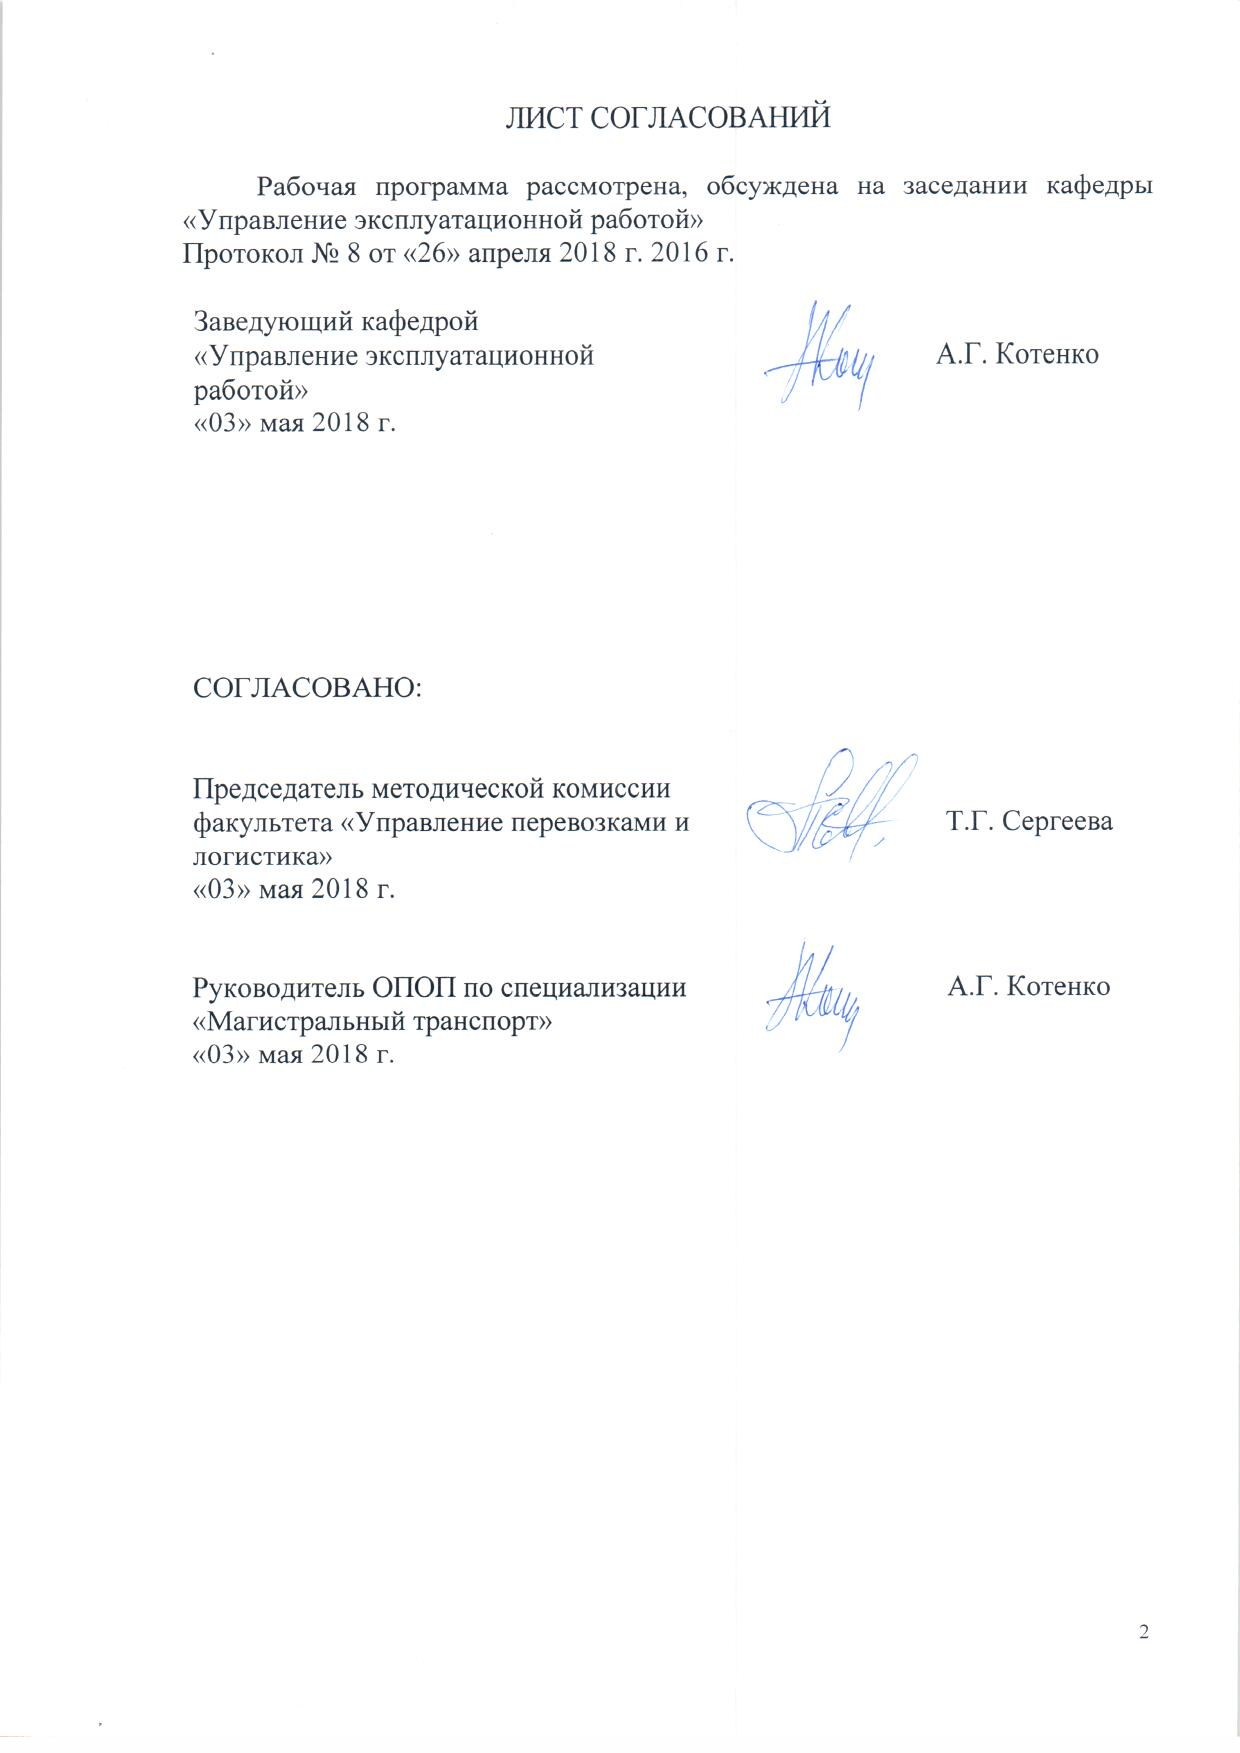 ЛИСТ СОГЛАСОВАНИЙ
Рабочая программа рассмотрена, обсуждена на заседании кафедры
«Управление эксплуатационной работой»
Протокол № 8 от «26» апреля 2018 г. 2016 г.
Заведующий кафедрой
«Управление эксплуатационной
работой»
«03» мая 2018 г.
А.Г. Котенко
СОГЛАСОВАНО:
Председатель методической комиссии
факультета «Управление перевозками и
логистика»
«03» мая 2018 г.
Т.Г. Сергеева
Руководитель ОПОП по специализации
«Магистральный транспорт»
«03» мая 2018 г.
А.Г. Котенко
2